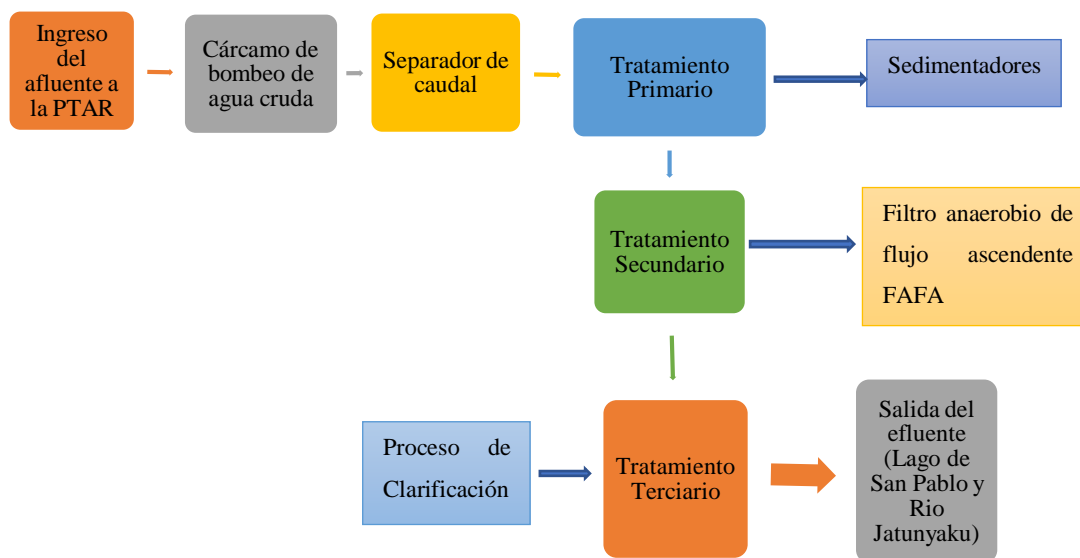 Ingreso
del
afluente a
la PTAR
Cárcamo de
bombeo de
agua cruda
Separador de
caudal
Tratamiento
Primario
Sedimentadores
Tratamiento
Secundario
Filtro anaerobio de
flujo ascendente
FAFA
Proceso de
Clarificación
Tratamiento
Terciario
Salida del
efluente
(Lago de
San Pablo y
Rio
Jatunyaku)